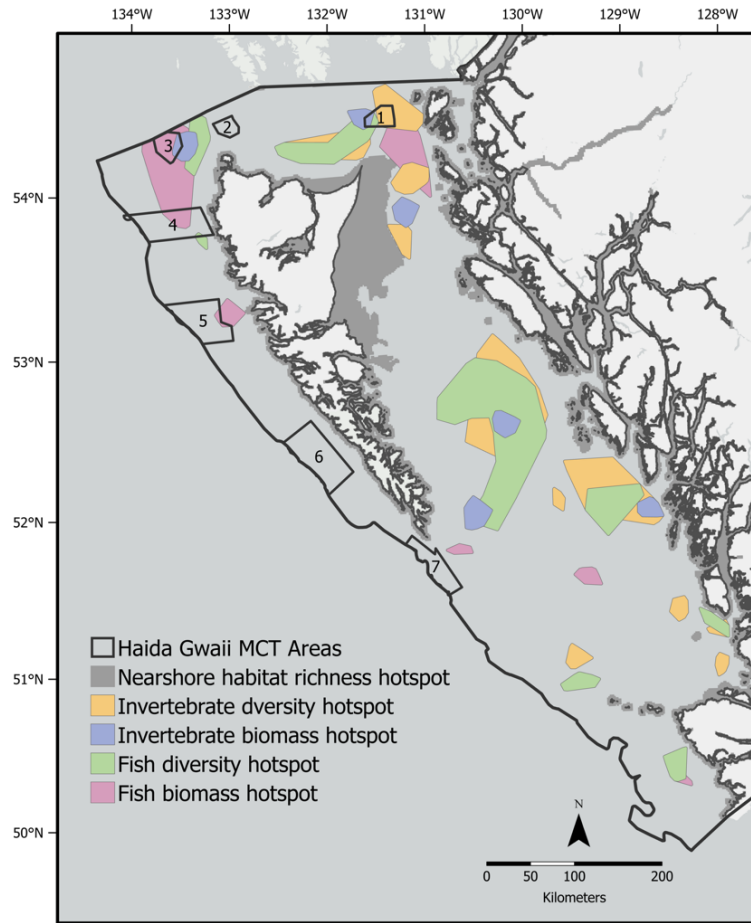 134°W 133°W 132°W 131°W 130°W 129°W 128°W
1
2
3
54°N
4
5
53°N
6
52°N
7
Haida Gwaii MCT Areas
Nearshore habitat richness hotspot
51°N
Invertebrate dversity hotspot
Invertebrate biomass hotspot
Fish diversity hotspot
Fish biomass hotspot
50°N
N
0 50 100 200
Kilometers